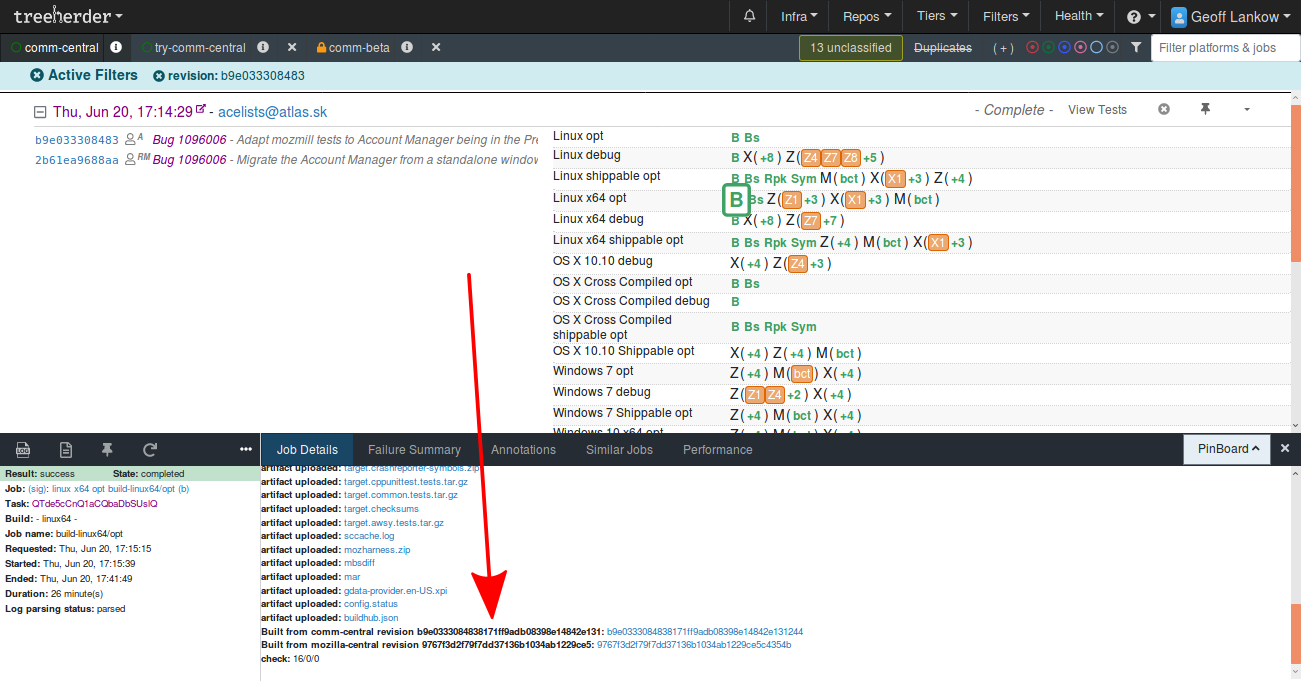 treeherder Infra Repos Tiers Filters Health ? Geoff Lankow
comm-central try-comm-central comm-beta 13 unclassified Duplicates ( + ) Filter platforms & jobs
Active Filters revision: b9e033308483
Thu, Jun 20, 17:14:29 - acelists@atlas.sk - Complete - View Tests
b9e033308483 A Bug 1096006 - Adapt mozmill tests to Account Manager being in the Pre
2b61ea9688aa RM Bug 1096006 - Migrate the Account Manager from a standalone window
Linux opt B Bs
Linux debug B X( +8 ) Z( Z4 Z7 Z8 +5 )
Linux shippable opt B Bs Rpk Sym M( bct ) X( X1 +3 ) Z( +4 )
Linux x64 opt B Bs Z( Z1 +3 ) X( X1 +3 ) M( bct )
Linux x64 debug B X( +8 ) Z( Z7 +7 )
Linux x64 shippable opt B Bs Rpk Sym Z( +4 ) M( bct ) X( X1 +3 )
OS X 10.10 debug X( +4 ) Z( Z4 +3 )
OS X Cross Compiled opt B Bs
OS X Cross Compiled debug B
OS X Cross Compiled
shippable opt B Bs Rpk Sym
OS X 10.10 Shippable opt X( +4 ) Z( +4 ) M( bct )
Windows 7 opt Z( +4 ) M( bct ) X( +4 )
Windows 7 debug Z( Z1 Z4 +2 ) X( +4 )
Windows 7 Shippable opt Z( +4 ) M( bct ) X( +4 )
Windows 10 x64 opt
LOG Job Details Failure Summary Annotations Similar Jobs Performance PinBoard
Result: success State: completed
Job: (sig): linux x64 opt build-linux64/opt (b)
Task: QTde5cCnQ1aCQbaDbSUslQ
Build: - linux64 -
Job name: build-linux64/opt
Requested: Thu, Jun 20, 17:15:15
Started: Thu, Jun 20, 17:15:39
Ended: Thu, Jun 20, 17:41:49
Duration: 26 minute(s)
Log parsing status: parsed
artifact uploaded: target.crashreporter-symbols.zip
artifact uploaded: target.cppunittest.tests.tar.gz
artifact uploaded: target.common.tests.tar.gz
artifact uploaded: target.checksums
artifact uploaded: target.awsy.tests.tar.gz
artifact uploaded: sccache.log
artifact uploaded: mozharness.zip
artifact uploaded: mbsdiff
artifact uploaded: mar
artifact uploaded: gdata-provider.en-US.xpi
artifact uploaded: config.status
artifact uploaded: buildhub.json
Built from comm-central revision b9e0333084838171ff9adb08398e14842e131: b9e0333084838171ff9adb08398e14842e131244
Built from mozilla-central revision 9767f3d2f79f7dd37136b1034ab1229ce5: 9767f3d2f79f7dd37136b1034ab1229ce5c4354b
check: 16/0/0